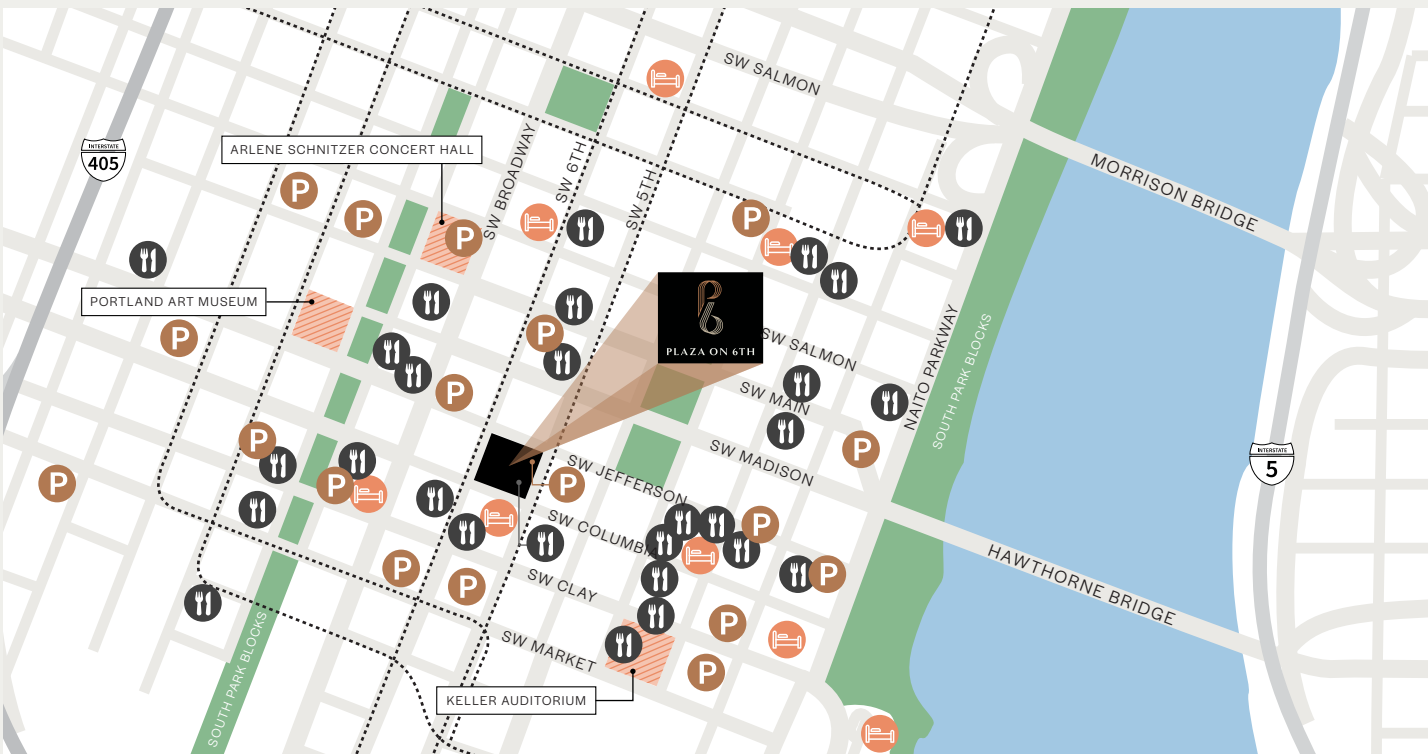 SW SALMON
INTERSTATE
405
ARLENE SCHNITZER CONCERT HALL
SW BROADWAY
SW 6TH
SW 5TH
MORRISON BRIDGE
P
P
P
P
PORTLAND ART MUSEUM
P
P
P
PLAZA ON 6TH
SW SALMON
SW MAIN
SW MADISON
NAITO PARKWAY
SOUTH PARK BLOCKS
INTERSTATE
5
P
P
P
P
P
SW JEFFERSON
SW COLUMBIA
P
HAWTHORNE BRIDGE
P
P
P
SW CLAY
P
SW MARKET
P
SOUTH PARK BLOCKS
KELLER AUDITORIUM